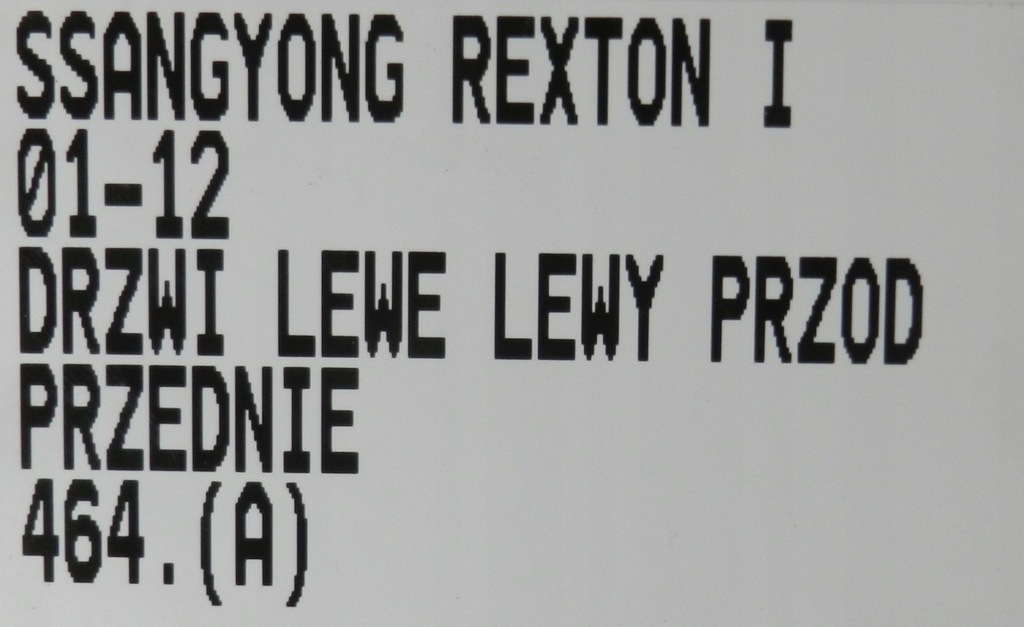 SSANGYONG REXTON I
01-12
DRZWI LEWE LEWY PRZOD
PRZEDNIE
464.(A)